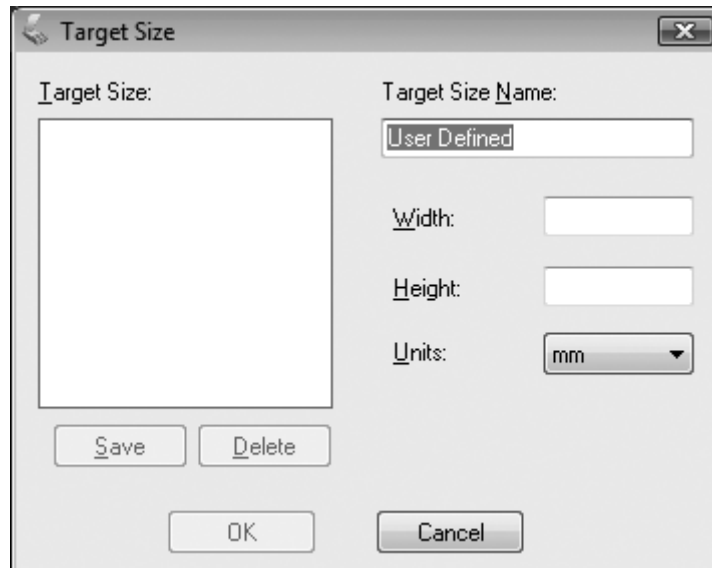 Target Size
Target Size:
Target Size Name:
User Defined
Width:
Height:
Units:
mm
Save
Delete
OK
Cancel